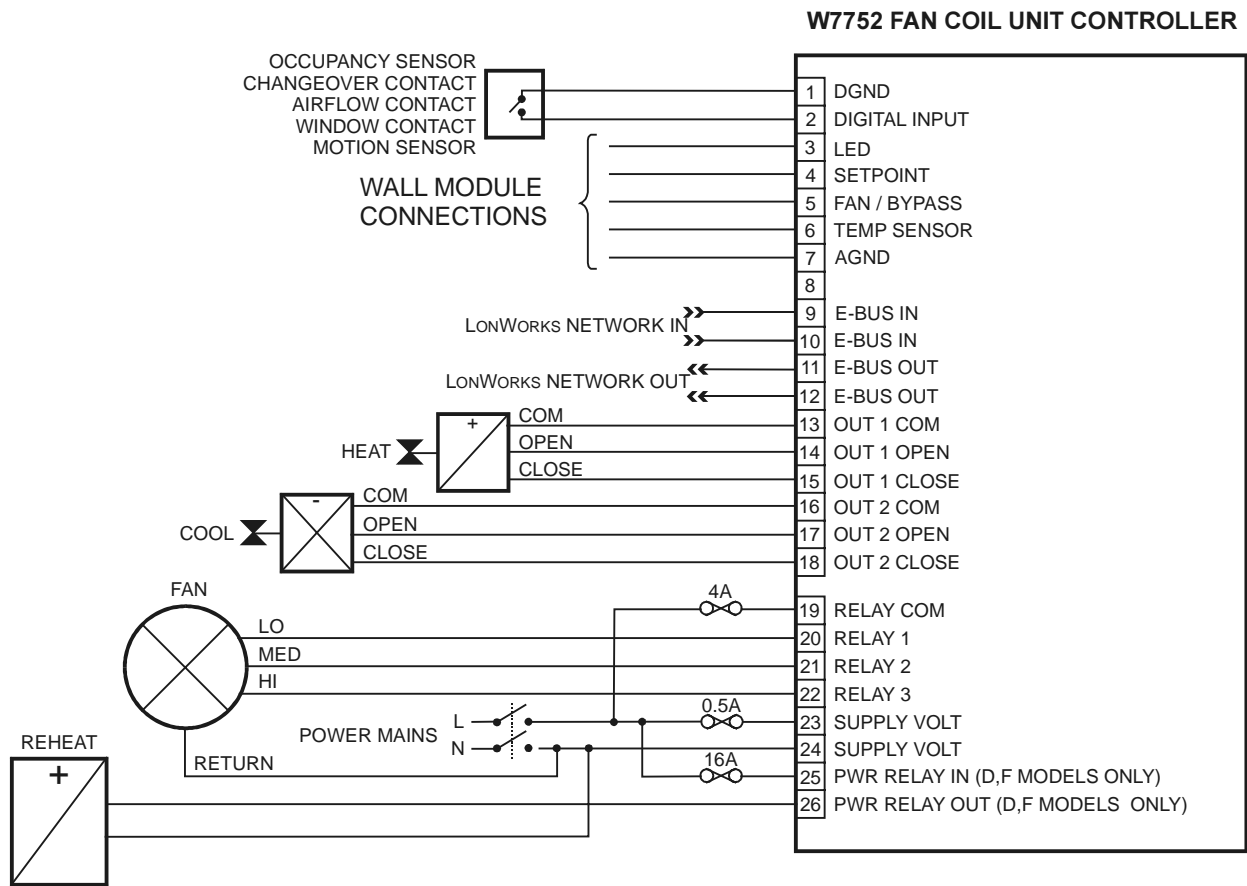 W7752 FAN COIL UNIT CONTROLLER
OCCUPANCY SENSOR
CHANGEOVER CONTACT
AIRFLOW CONTACT
WINDOW CONTACT
MOTION SENSOR
1 DGND
2 DIGITAL INPUT
3 LED
4 SETPOINT
5 FAN / BYPASS
6 TEMP SENSOR
7 AGND
8
WALL MODULE
CONNECTIONS
LONWORKS NETWORK IN
9 E-BUS IN
10 E-BUS IN
LONWORKS NETWORK OUT
11 E-BUS OUT
12 E-BUS OUT
HEAT
+
COM
OPEN
CLOSE
13 OUT 1 COM
14 OUT 1 OPEN
15 OUT 1 CLOSE
COOL
-
COM
OPEN
CLOSE
16 OUT 2 COM
17 OUT 2 OPEN
18 OUT 2 CLOSE
FAN
LO
MED
HI
RETURN
4A
19 RELAY COM
20 RELAY 1
21 RELAY 2
22 RELAY 3
POWER MAINS
L
N
0.5A
23 SUPPLY VOLT
24 SUPPLY VOLT
16A
25 PWR RELAY IN (D,F MODELS ONLY)
26 PWR RELAY OUT (D,F MODELS ONLY)
REHEAT
+